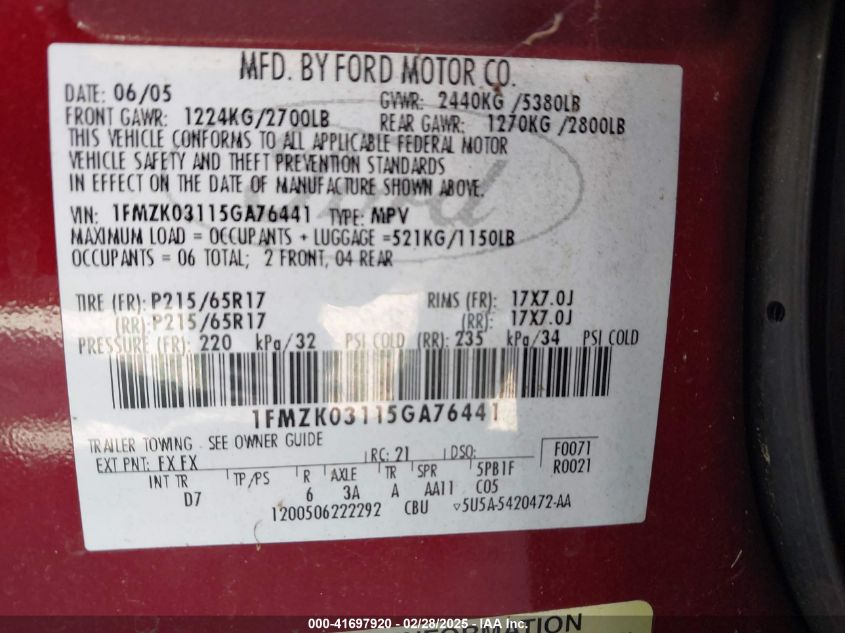 MFD. BY FORD MOTOR CO.
DATE: 06/05 GVWR: 2440KG /5380LB
FRONT GAWR: 1224KG/2700LB REAR GAWR: 1270KG /2800LB
THIS VEHICLE CONFORMS TO ALL APPLICABLE FEDERAL MOTOR
VEHICLE SAFETY AND THEFT PREVENTION STANDARDS
IN EFFECT ON THE DATE OF MANUFACTURE SHOWN ABOVE.
VIN: 1FMZK03115GA76441 TYPE: MPV
MAXIMUM LOAD = OCCUPANTS + LUGGAGE =521KG/1150LB
OCCUPANTS = 06 TOTAL; 2 FRONT, 04 REAR
TIRE (FR): P215/65R17 RIMS (FR): 17X7.0J
(RR): P215/65R17 (RR): 17X7.0J
PRESSURE (FR): 220 kPa/32 PSI COLD (RR): 235 kPa/34 PSI COLD
1FMZK03115GA76441
TRAILER TOWING - SEE OWNER GUIDE
EXT PNT: FX FX RC: 21 DSO: F0071
INT TR TP/PS R AXLE TR SPR 5PB1F R0021
D7 6 3A A AA11 C05
1200506222292 CBU ▽5U5A-5420472-AA
Ford
INFORMATION
000-41697920 - 02/28/2025 - IAA Inc.